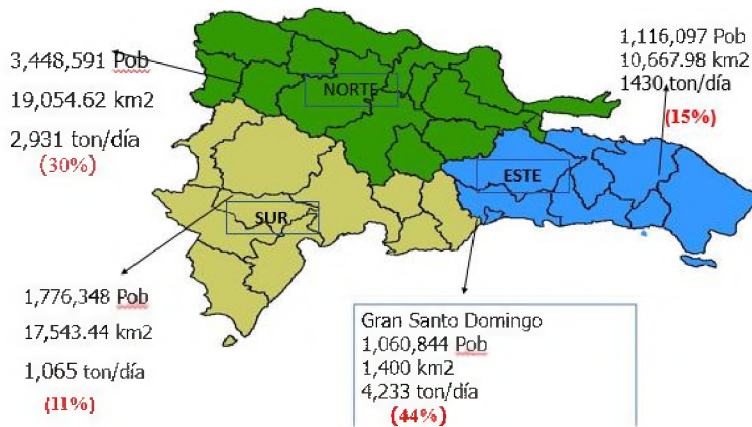 3,448,591 Pob
19,054.62 km2
2,931 ton/día
(30%)
NORTE
1,116,097 Pob
10,667.98 km2
1430 ton/día
(15%)
ESTE
SUR
1,776,348 Pob
17,543.44 km2
1,065 ton/día
(11%)
Gran Santo Domingo
1,060,844 Pob
1,400 km2
4,233 ton/día
(44%)